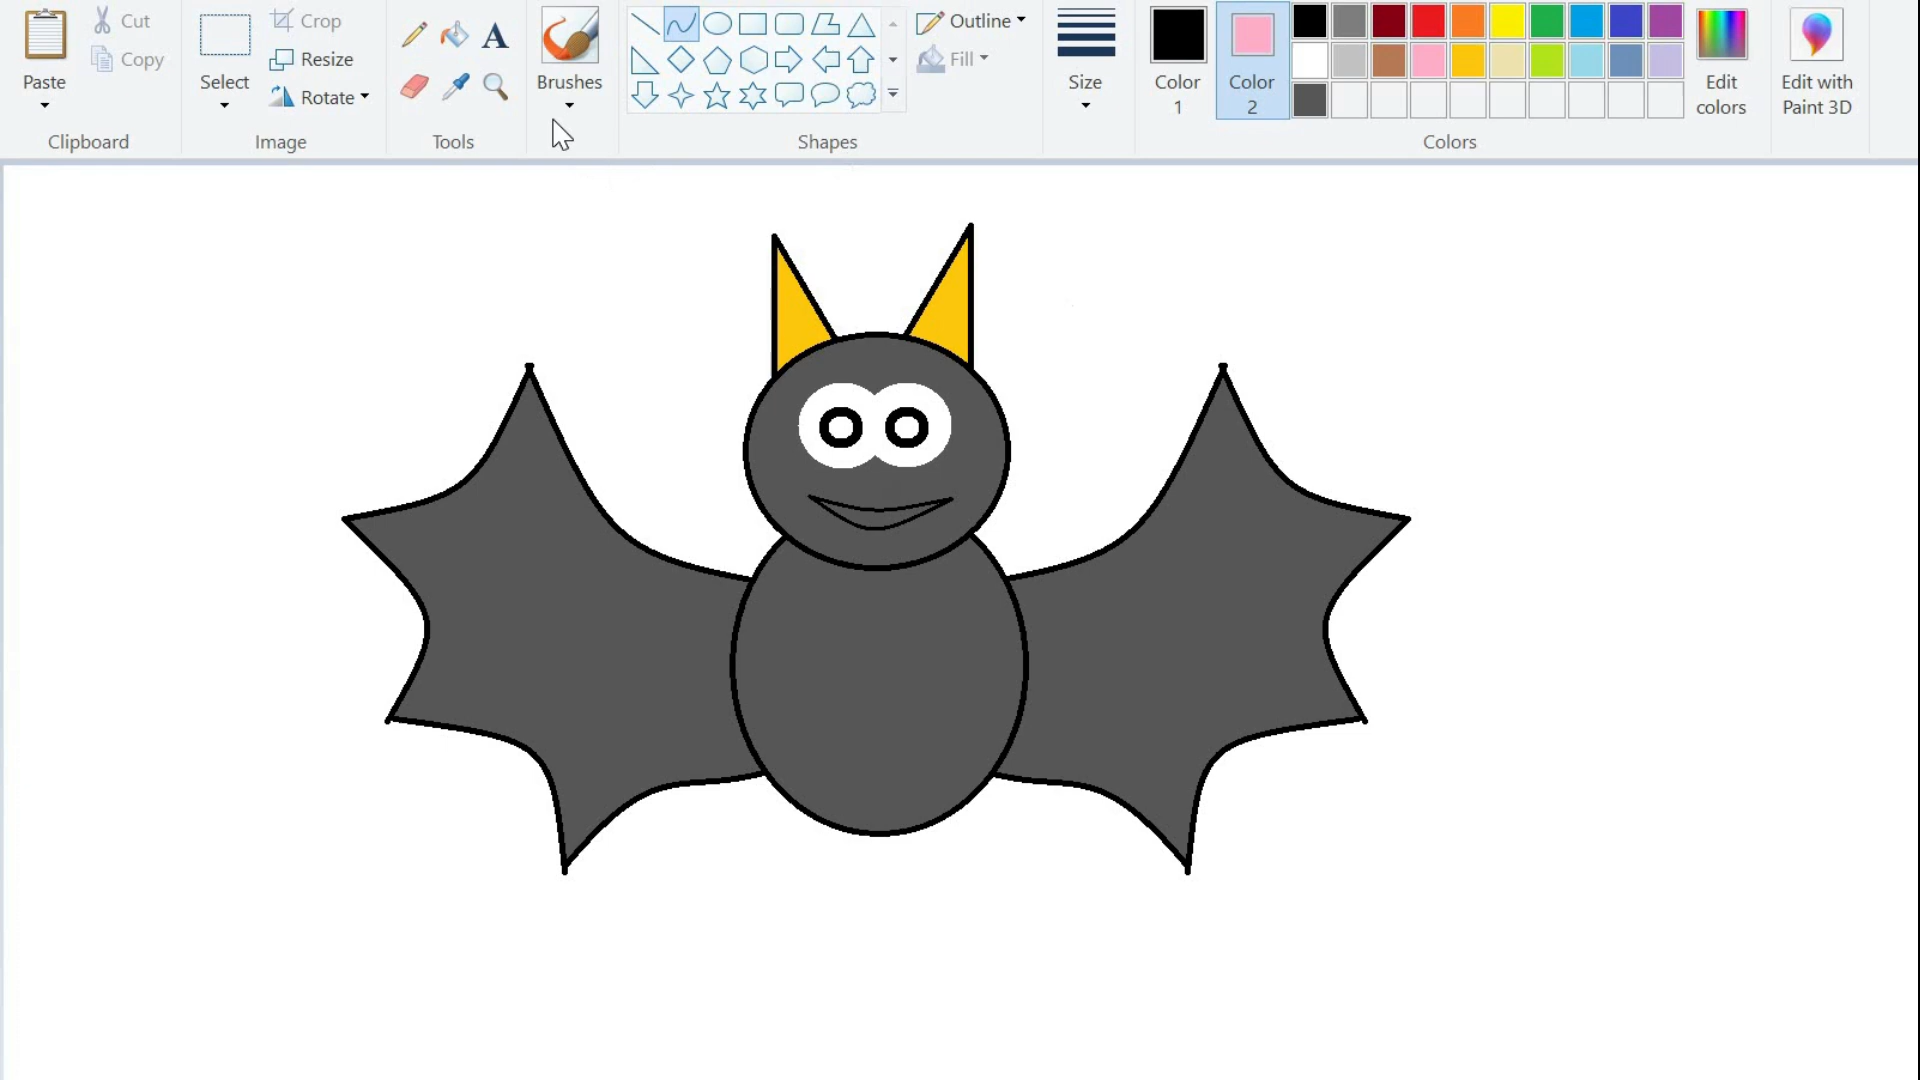 Paste
Cut
Copy
Clipboard
Select
Crop
Resize
Rotate
Image
A
Tools
Brushes
Outline
Fill
Shapes
Size
Color
1
Color
2
Edit
colors
Colors
Edit with
Paint 3D